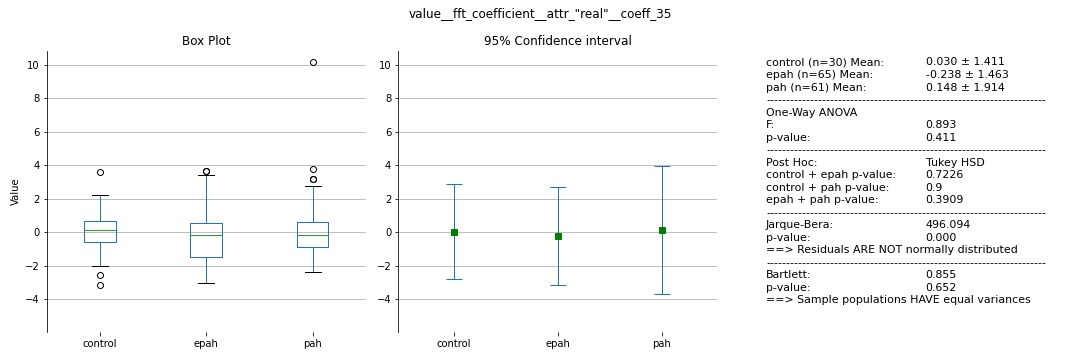 value__fft_coefficient__attr_"real"__coeff_35
Box Plot
10
8
6
4
2
0
−2
−4
Value
control epah pah
95% Confidence interval
10
8
6
4
2
0
−2
−4
control epah pah
control (n=30) Mean: 0.030 ± 1.411
epah (n=65) Mean: -0.238 ± 1.463
pah (n=61) Mean: 0.148 ± 1.914
One-Way ANOVA
F: 0.893
p-value: 0.411
Post Hoc: Tukey HSD
control + epah p-value: 0.7226
control + pah p-value: 0.9
epah + pah p-value: 0.3909
Jarque-Bera: 496.094
p-value: 0.000
==> Residuals ARE NOT normally distributed
Bartlett: 0.855
p-value: 0.652
==> Sample populations HAVE equal variances